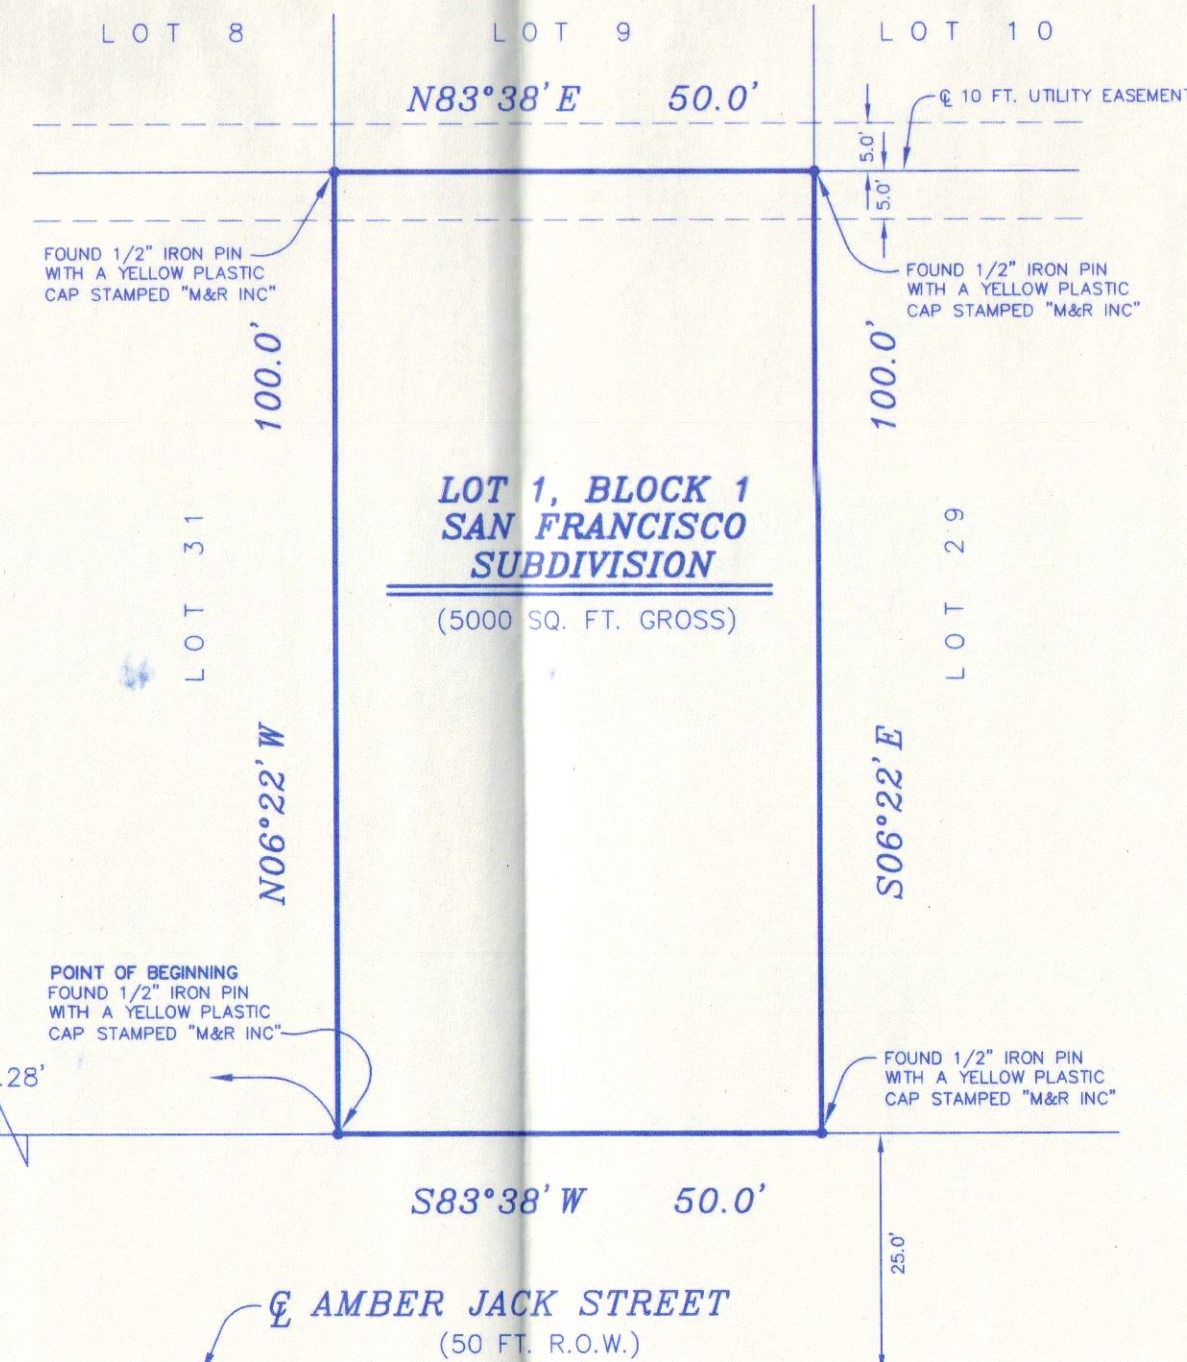 LOT 8
LOT 9
LOT 10
N83°38'E 50.0'
℄ 10 FT. UTILITY EASEMENT
5.0'
5.0'
FOUND 1/2" IRON PIN
WITH A YELLOW PLASTIC
CAP STAMPED "M&R INC"
FOUND 1/2" IRON PIN
WITH A YELLOW PLASTIC
CAP STAMPED "M&R INC"
100.0'
100.0'
LOT 1, BLOCK 1
SAN FRANCISCO
SUBDIVISION
(5000 SQ. FT. GROSS)
LOT 31
LOT 29
N06°22'W
S06°22'E
POINT OF BEGINNING
FOUND 1/2" IRON PIN
WITH A YELLOW PLASTIC
CAP STAMPED "M&R INC"
.28'
FOUND 1/2" IRON PIN
WITH A YELLOW PLASTIC
CAP STAMPED "M&R INC"
S83°38'W 50.0'
25.0'
℄ AMBER JACK STREET
(50 FT. R.O.W.)